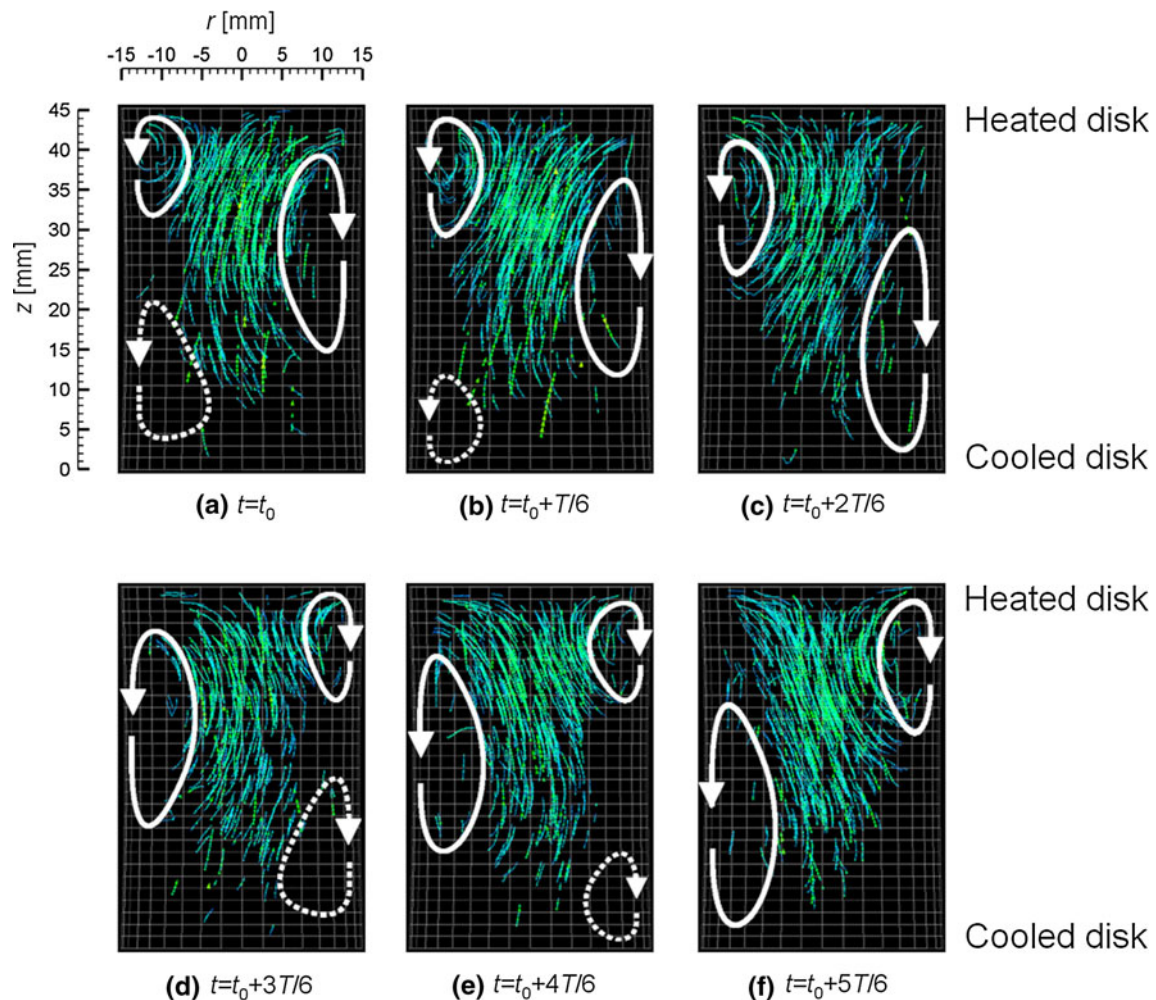 r [mm]
-15 -10 -5 0 5 10 15
z [mm]
45
40
35
30
25
20
15
10
5
0
Heated disk
Cooled disk
(a) t=t0
(b) t=t0+T/6
(c) t=t0+2T/6
Heated disk
Cooled disk
(d) t=t0+3T/6
(e) t=t0+4T/6
(f) t=t0+5T/6